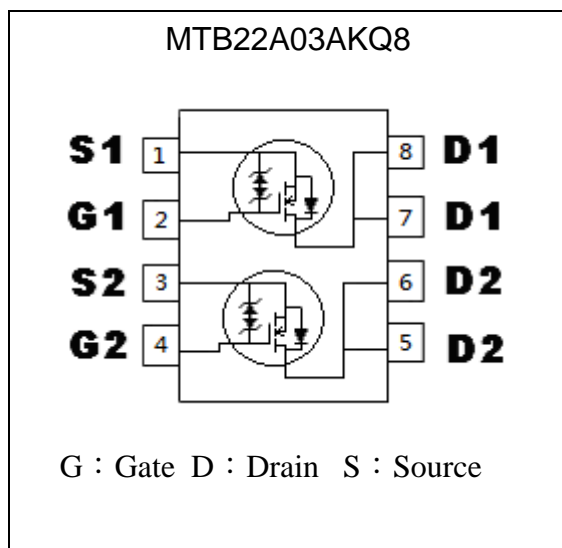 MTB22A03AKQ8
S1 1 8 D1
G1 2 7 D1
S2 3 6 D2
G2 4 5 D2
G：Gate D：Drain S：Source